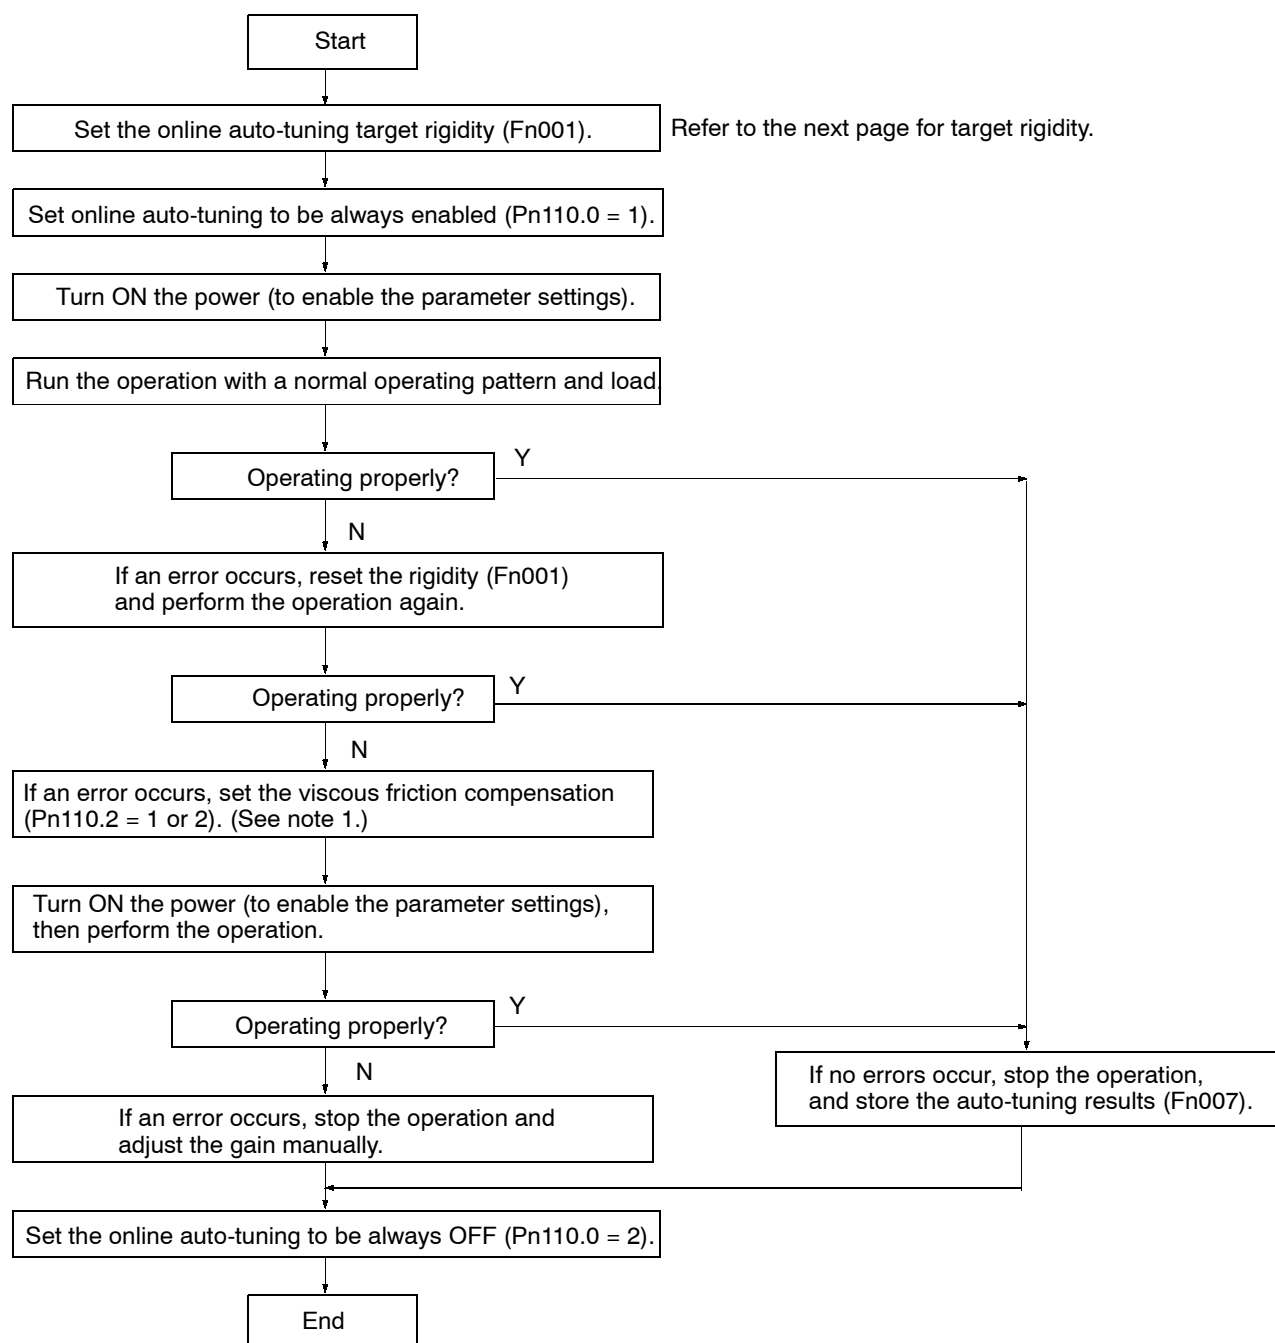 Start
Set the online auto-tuning target rigidity (Fn001).
Refer to the next page for target rigidity.
Set online auto-tuning to be always enabled (Pn110.0 = 1).
Turn ON the power (to enable the parameter settings).
Run the operation with a normal operating pattern and load.
Operating properly?
Y
N
If an error occurs, reset the rigidity (Fn001)
and perform the operation again.
Operating properly?
Y
N
If an error occurs, set the viscous friction compensation
(Pn110.2 = 1 or 2). (See note 1.)
Turn ON the power (to enable the parameter settings),
then perform the operation.
Operating properly?
Y
N
If no errors occur, stop the operation,
and store the auto-tuning results (Fn007).
If an error occurs, stop the operation and
adjust the gain manually.
Set the online auto-tuning to be always OFF (Pn110.0 = 2).
End